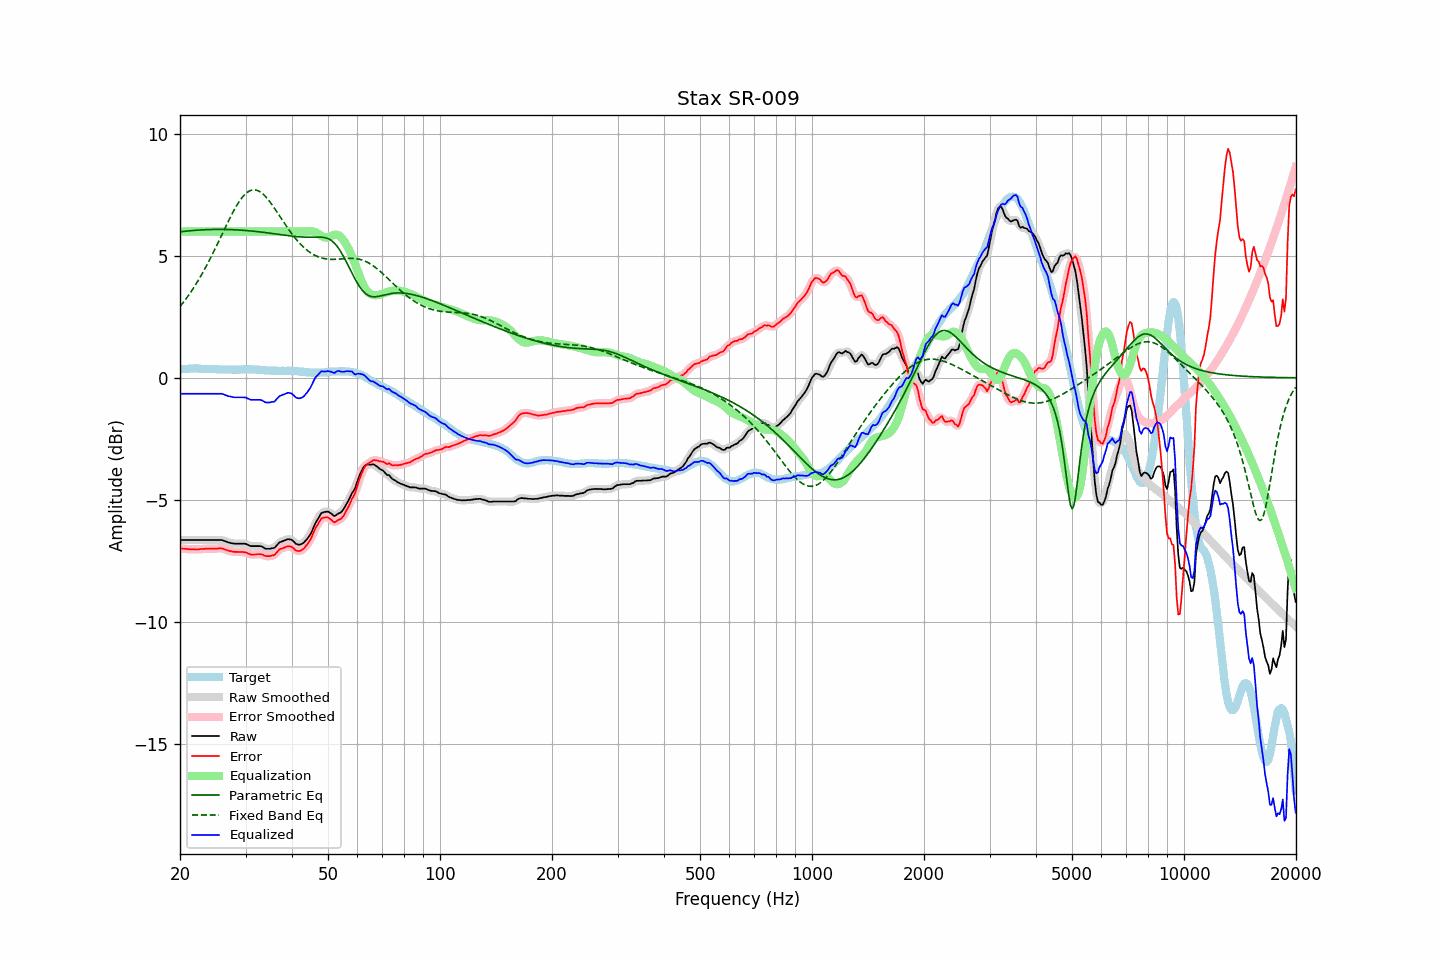 Stax SR-009
Amplitude (dBr)
10
5
0
−5
−10
−15
Target
Raw Smoothed
Error Smoothed
Raw
Error
Equalization
Parametric Eq
Fixed Band Eq
Equalized
20 50 100 200 500 1000 2000 5000 10000 20000
Frequency (Hz)